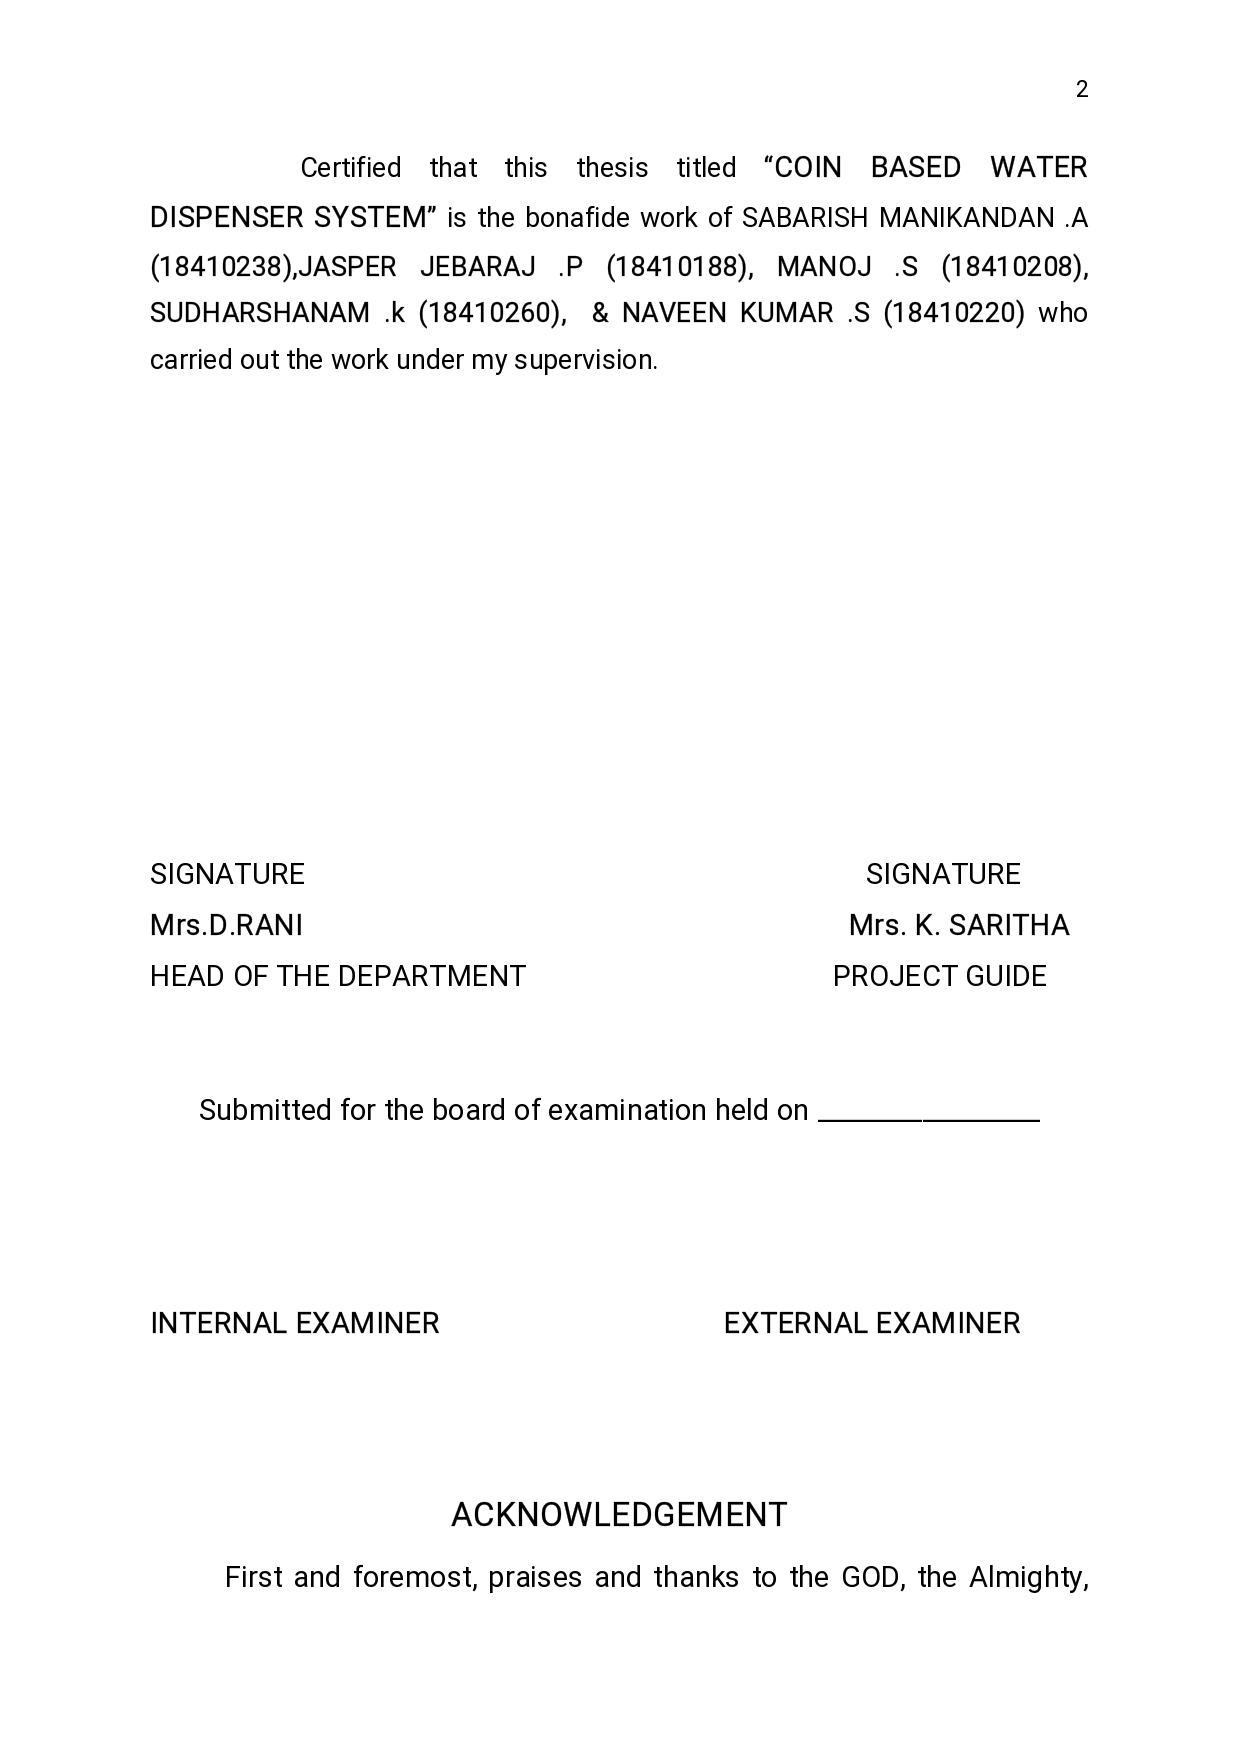 2
Certified that this thesis titled “COIN BASED WATER
DISPENSER SYSTEM” is the bonafide work of SABARISH MANIKANDAN .A
(18410238),JASPER JEBARAJ .P (18410188), MANOJ .S (18410208),
SUDHARSHANAM .k (18410260), & NAVEEN KUMAR .S (18410220) who
carried out the work under my supervision.
SIGNATURE SIGNATURE
Mrs.D.RANI Mrs. K. SARITHA
HEAD OF THE DEPARTMENT PROJECT GUIDE
Submitted for the board of examination held on _________________
INTERNAL EXAMINER EXTERNAL EXAMINER
ACKNOWLEDGEMENT
First and foremost, praises and thanks to the GOD, the Almighty,